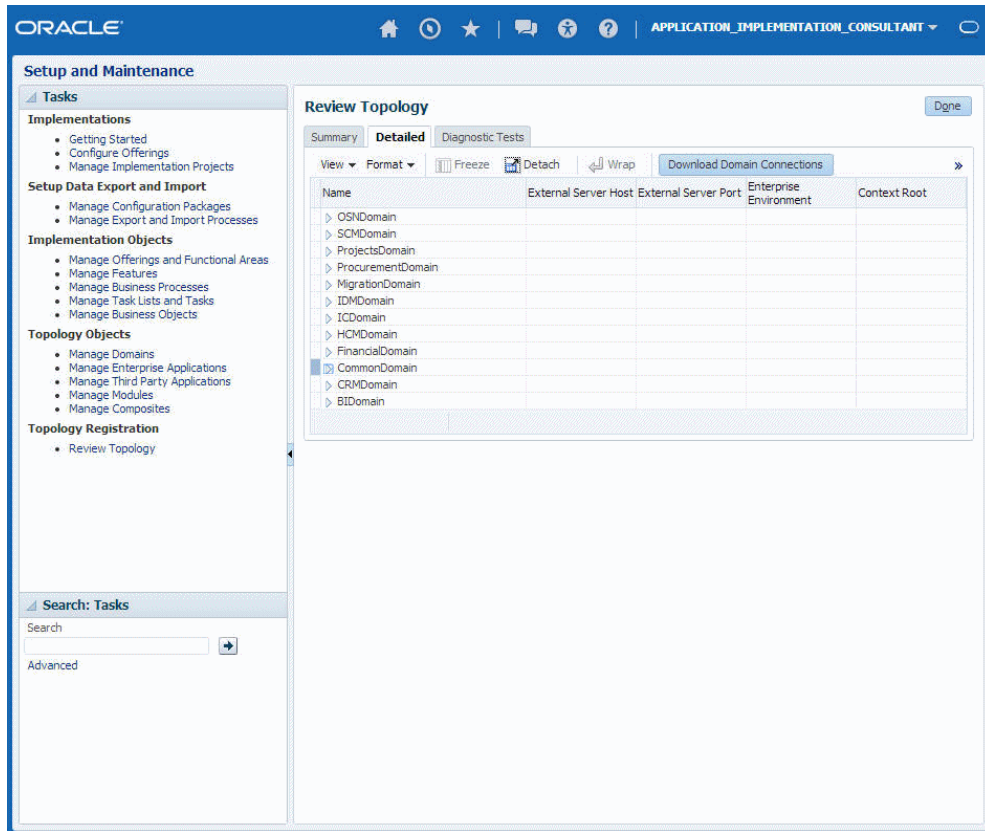 ORACLE
APPLICATION_IMPLEMENTATION_CONSULTANT
Setup and Maintenance
Tasks
Implementations
Getting Started
Configure Offerings
Manage Implementation Projects
Setup Data Export and Import
Manage Configuration Packages
Manage Export and Import Processes
Implementation Objects
Manage Offerings and Functional Areas
Manage Features
Manage Business Processes
Manage Task Lists and Tasks
Manage Business Objects
Topology Objects
Manage Domains
Manage Enterprise Applications
Manage Third Party Applications
Manage Modules
Manage Composites
Topology Registration
Review Topology
Search: Tasks
Search
Advanced
Review Topology
Done
Summary Detailed Diagnostic Tests
View Format Freeze Detach Wrap Download Domain Connections »
Name External Server Host External Server Port Enterprise Environment Context Root
OSNDomain
SCMDomain
ProjectsDomain
ProcurementDomain
MigrationDomain
IDMDomain
ICDomain
HCMDomain
FinancialDomain
CommonDomain
CRMDomain
BIDomain